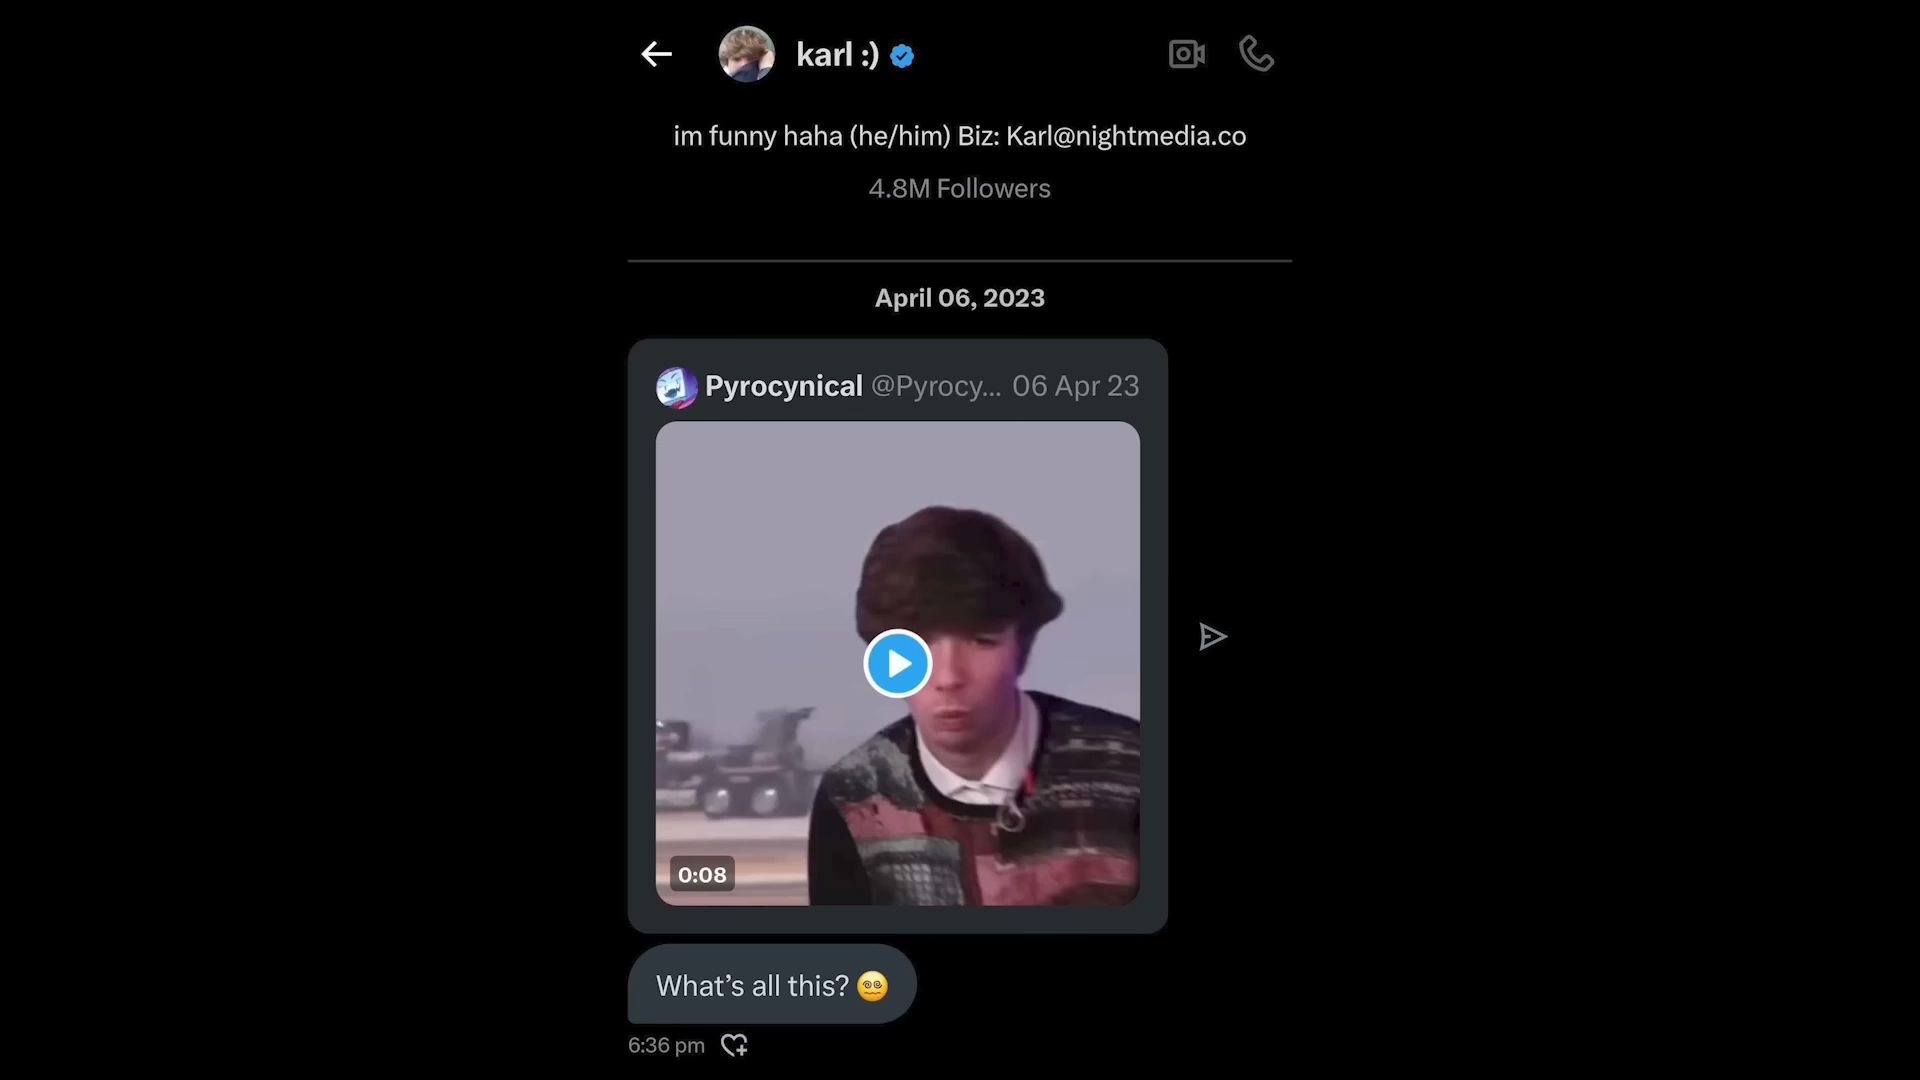 karl :)
im funny haha (he/him) Biz: Karl@nightmedia.co
4.8M Followers
April 06, 2023
Pyrocynical @Pyrocy... 06 Apr 23
0:08
What’s all this? 😵‍💫
6:36 pm